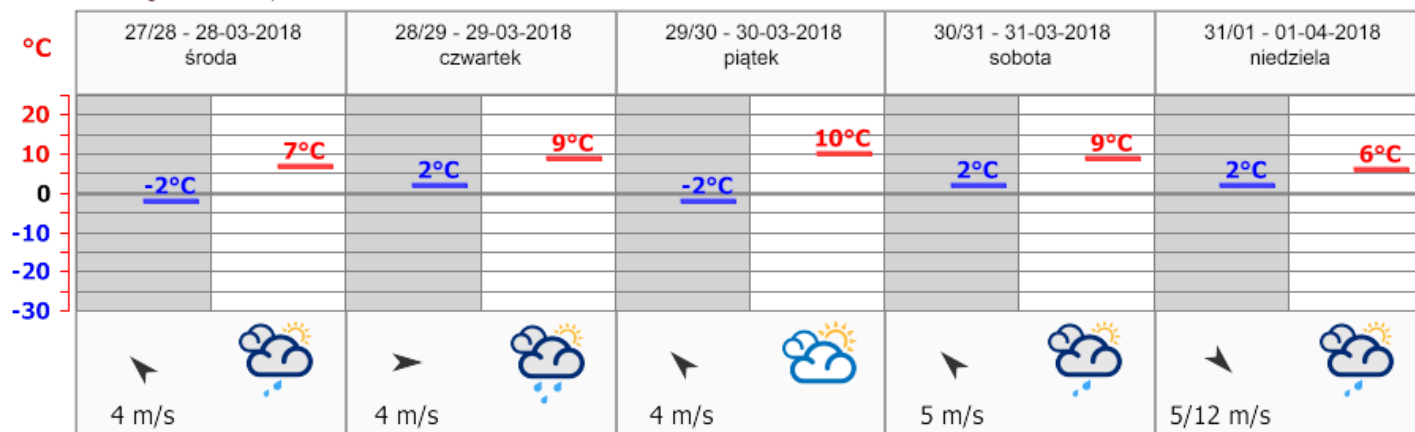 °C
27/28 - 28-03-2018
środa
28/29 - 29-03-2018
czwartek
29/30 - 30-03-2018
piątek
30/31 - 31-03-2018
sobota
31/01 - 01-04-2018
niedziela
20
10
0
-10
-20
-30
-2°C
7°C
2°C
9°C
-2°C
10°C
2°C
9°C
2°C
6°C
4 m/s
4 m/s
4 m/s
5 m/s
5/12 m/s